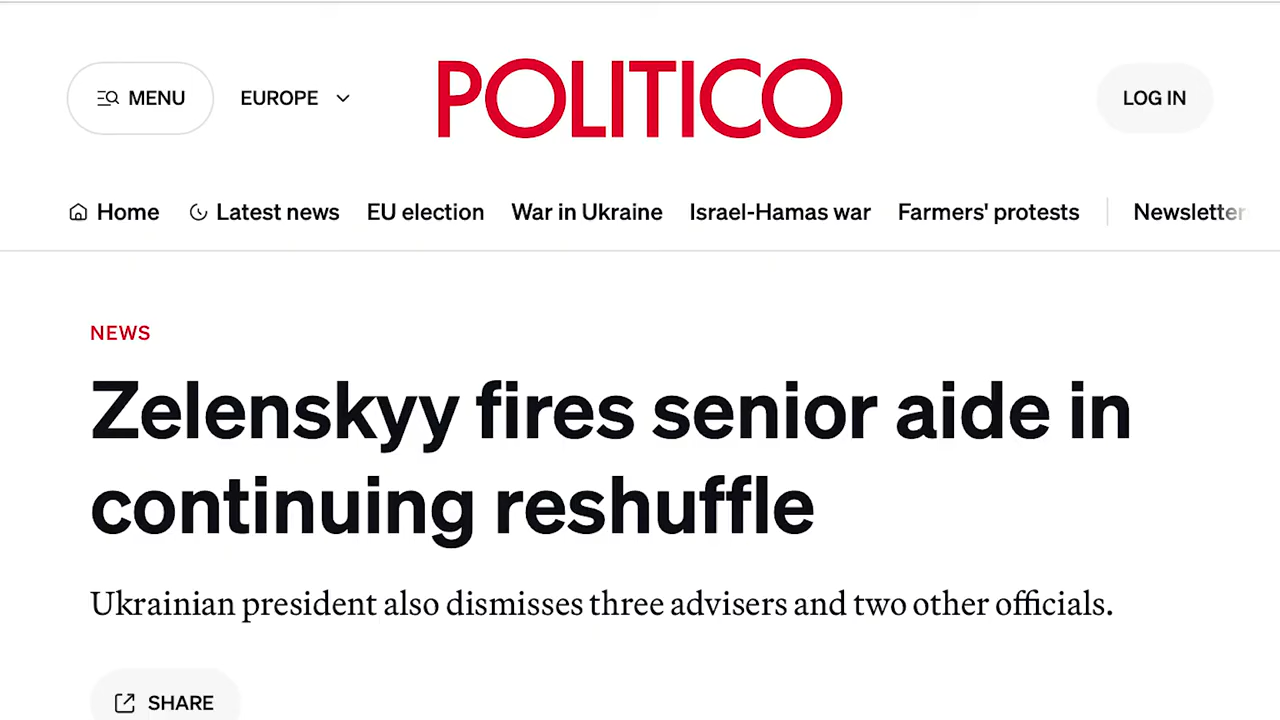 MENU
EUROPE
POLITICO
LOG IN
Home
Latest news
EU election
War in Ukraine
Israel-Hamas war
Farmers' protests
Newsletter
NEWS
Zelenskyy fires senior aide in
continuing reshuffle
Ukrainian president also dismisses three advisers and two other officials.
SHARE